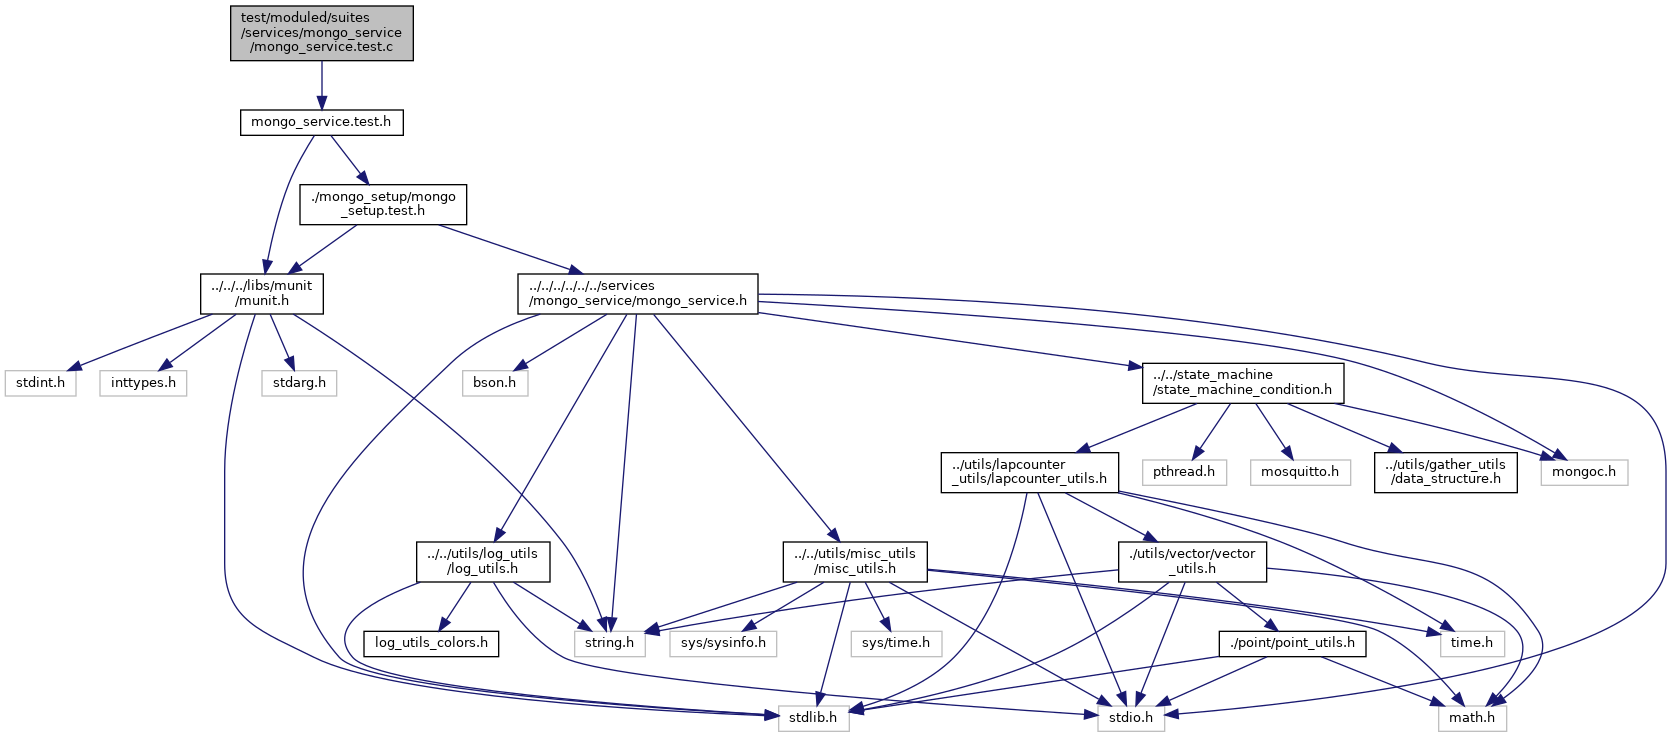 test/moduled/suites
/services/mongo_service
/mongo_service.test.c
mongo_service.test.h
./mongo_setup/mongo
_setup.test.h
../../../libs/munit
/munit.h
../../../../../../services
/mongo_service/mongo_service.h
stdint.h
inttypes.h
stdarg.h
bson.h
../../state_machine
/state_machine_condition.h
../utils/lapcounter
_utils/lapcounter_utils.h
pthread.h
mosquitto.h
../utils/gather_utils
/data_structure.h
mongoc.h
../../utils/log_utils
/log_utils.h
../../utils/misc_utils
/misc_utils.h
./utils/vector/vector
_utils.h
log_utils_colors.h
string.h
sys/sysinfo.h
sys/time.h
./point/point_utils.h
time.h
stdlib.h
stdio.h
math.h